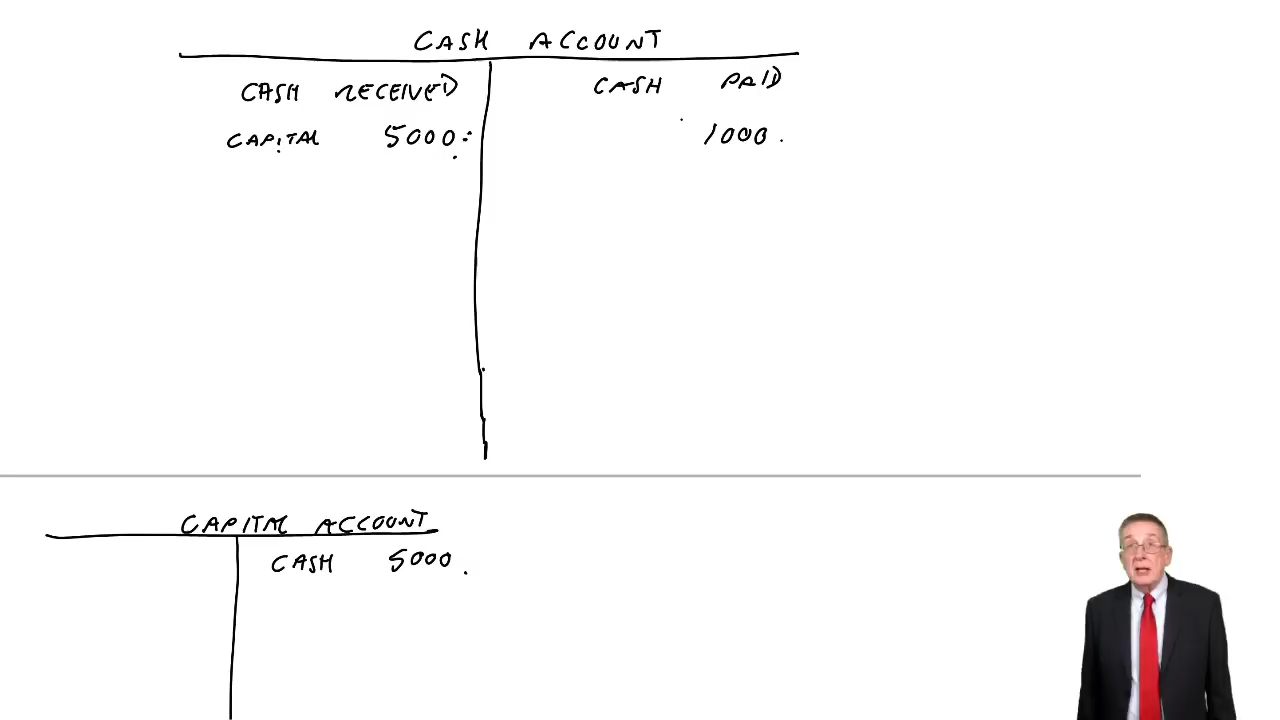 CASH ACCOUNT
CASH RECEIVED CASH PAID
CAPITAL 5000 1000
CAPITAL ACCOUNT
CASH 5000